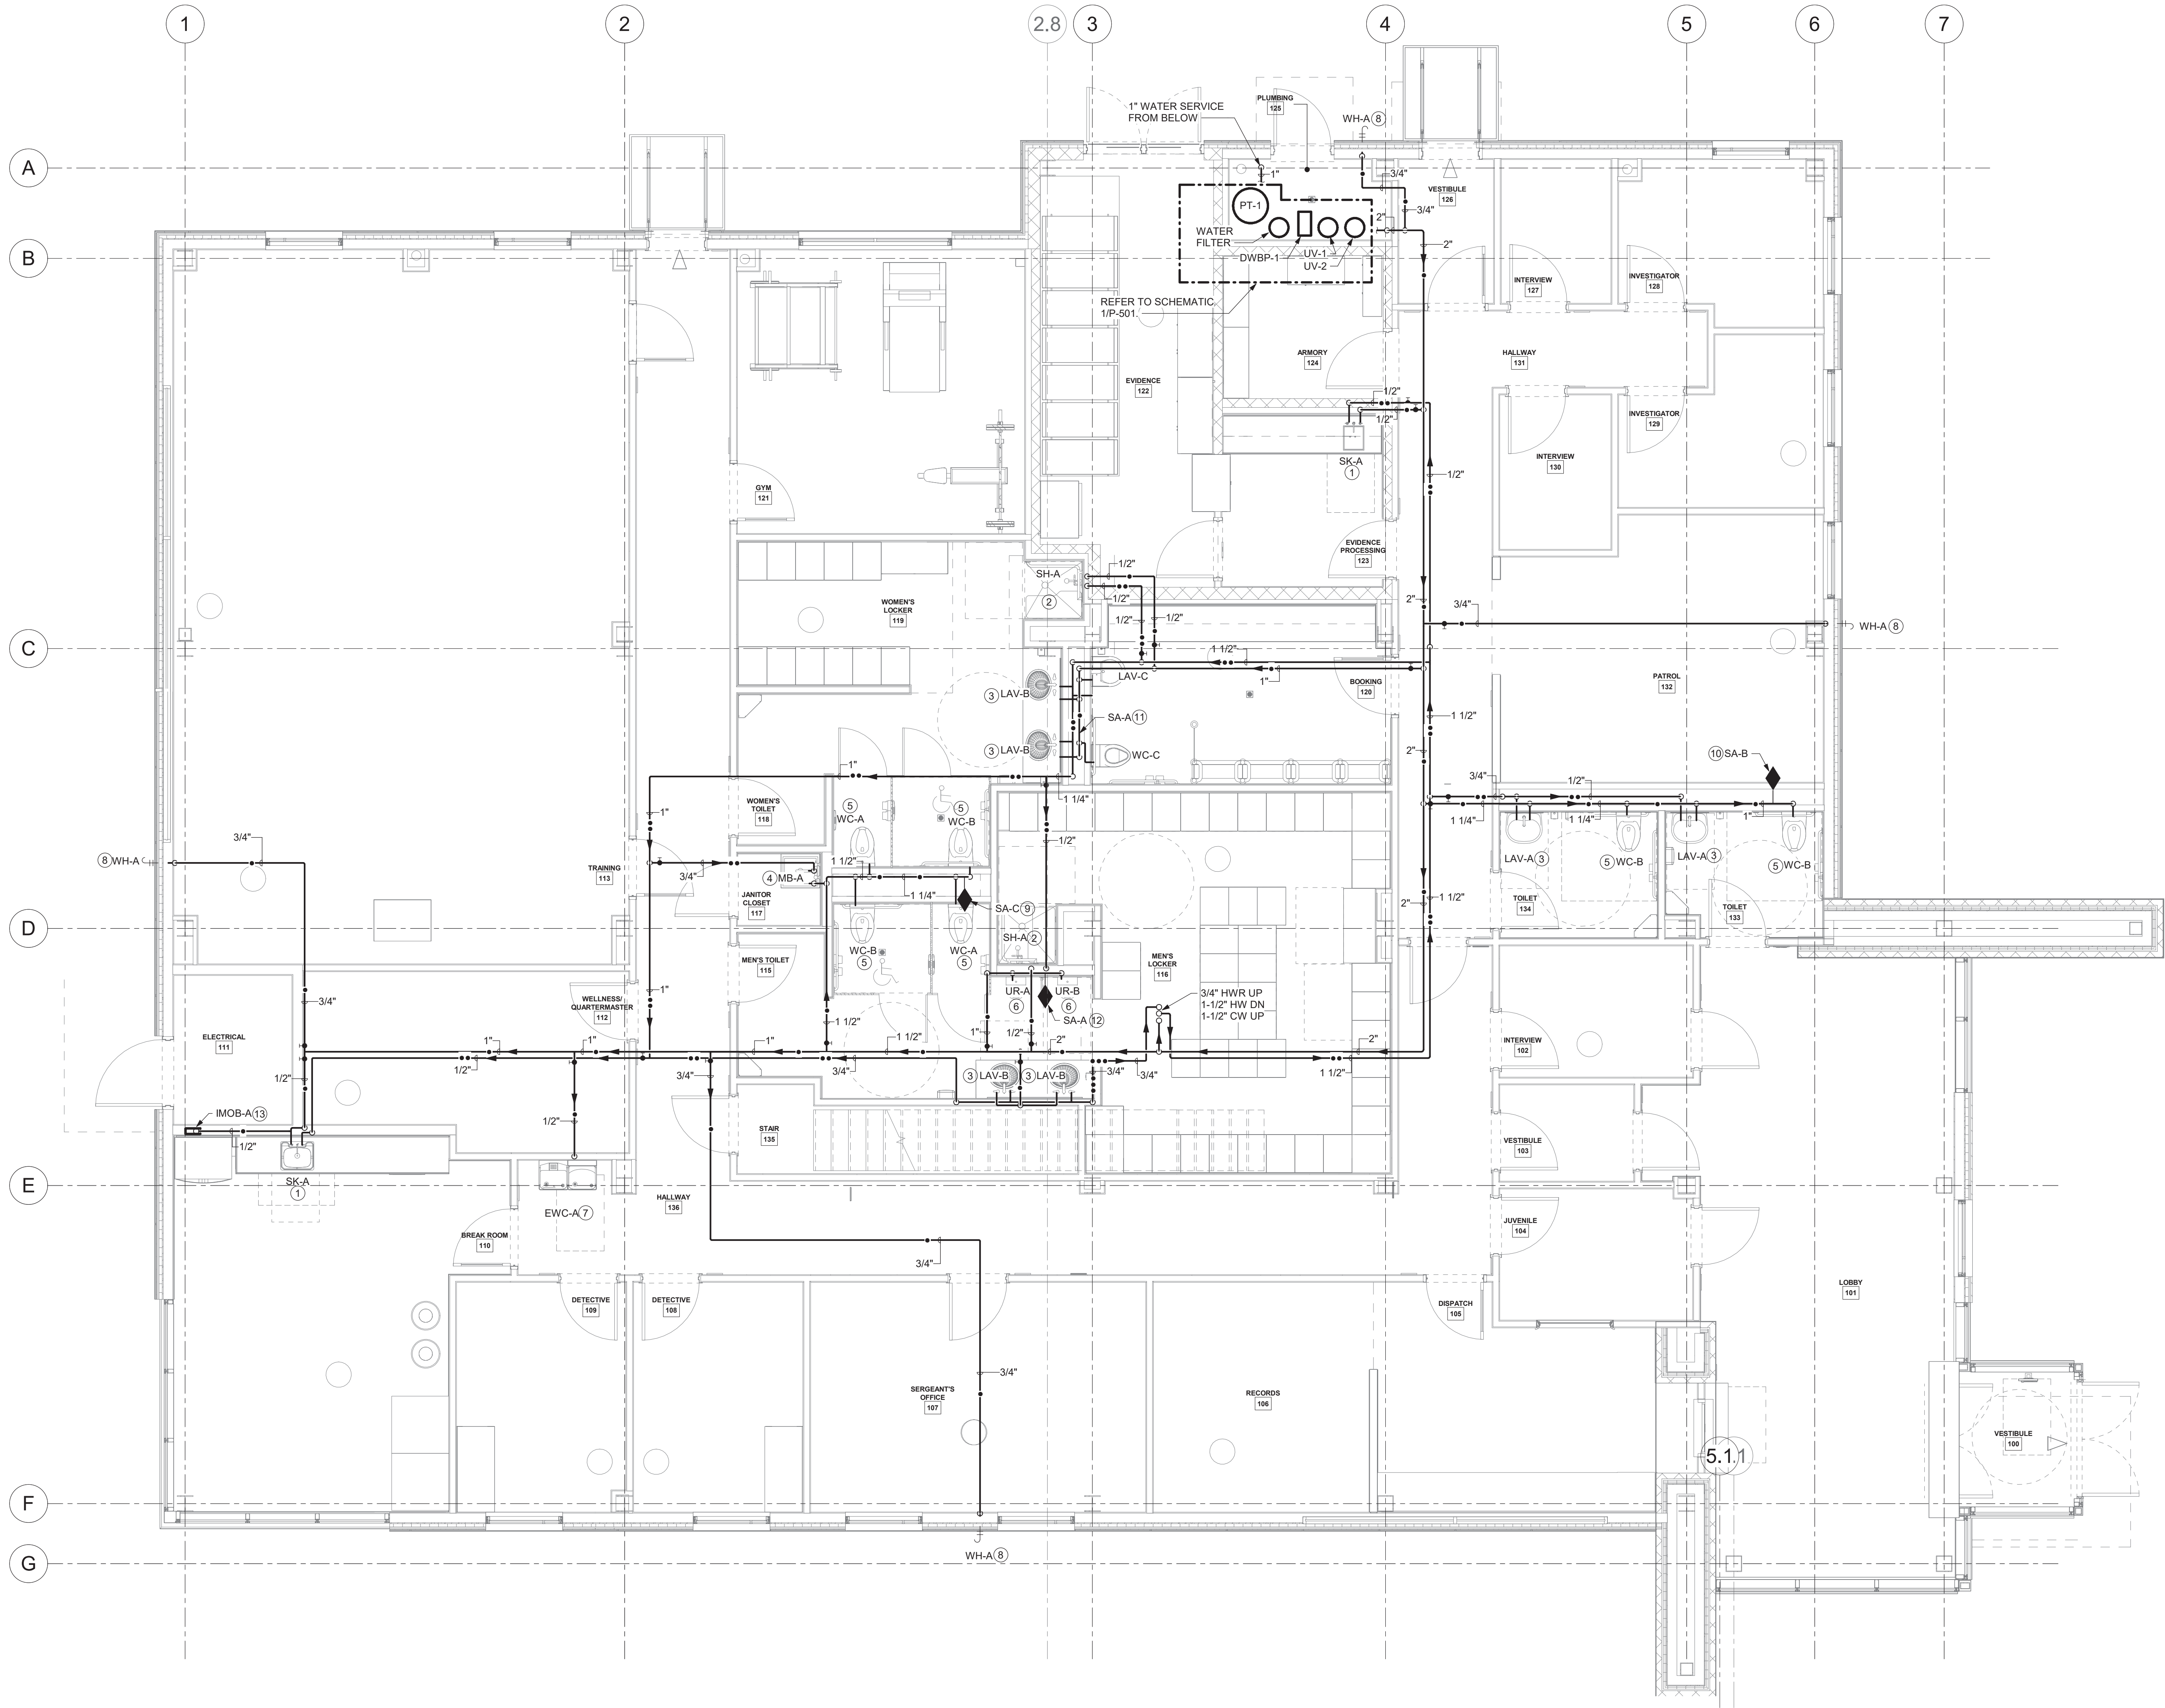 1
2
2.8
3
4
5
6
7
A
B
C
D
E
F
G
1" WATER SERVICE
FROM BELOW
PLUMBING
125
WH-A 8
1"
3/4"
3/4"
VESTIBULE
126
PT-1
2"
2"
WATER
FILTER
DWBP-1
UV-1
UV-2
REFER TO SCHEMATIC
1/P-501.
INTERVIEW
127
INVESTIGATOR
128
ARMORY
124
HALLWAY
131
EVIDENCE
122
1/2"
1/2"
INVESTIGATOR
129
SK-A
1
INTERVIEW
130
1/2"
GYM
121
EVIDENCE
PROCESSING
123
SH-A
2
1/2"
1/2"
1/2"
1/2"
WOMEN'S
LOCKER
119
2"
3/4"
WH-A 8
1 1/2"
1"
LAV-C
BOOKING
120
PATROL
132
3 LAV-B
SA-A 11
1 1/2"
3 LAV-B
WC-C
2"
10 SA-B
1"
1 1/4"
3/4"
1/2"
1 1/4"
1 1/4"
1"
WOMEN'S
TOILET
118
5
WC-A
5
WC-B
1"
1/2"
LAV-A 3
5 WC-B
LAV-A 3
5 WC-B
3/4"
8 WH-A
TRAINING
113
3/4"
4 MB-A
1 1/2"
1 1/4"
JANITOR
CLOSET
117
SA-C 9
2"
1 1/2"
TOILET
134
TOILET
133
SH-A 2
WC-B
5
WC-A
5
MEN'S TOILET
115
MEN'S
LOCKER
116
1"
3/4"
UR-A
6
UR-B
6
3/4" HWR UP
1-1/2" HW DN
1-1/2" CW UP
WELLNESS/
QUARTERMASTER
112
SA-A 12
1 1/2"
1"
1/2"
ELECTRICAL
111
1"
1"
1"
1 1/2"
2"
2"
INTERVIEW
102
1/2"
1/2"
3/4"
3/4"
3 LAV-B
3 LAV-B
3/4"
3/4"
1 1/2"
IMOB-A 13
1/2"
1/2"
STAIR
135
VESTIBULE
103
SK-A
1
EWC-A 7
HALLWAY
136
JUVENILE
104
BREAK ROOM
110
3/4"
LOBBY
101
DETECTIVE
109
DETECTIVE
108
DISPATCH
105
3/4"
SERGEANT'S
OFFICE
107
RECORDS
106
VESTIBULE
100
5.1.1
WH-A 8